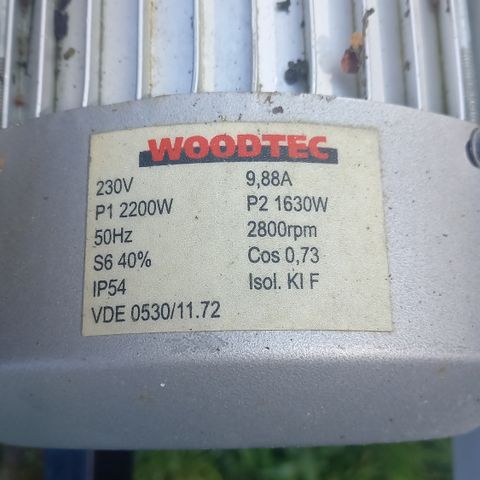 WOODTEC
230V 9,88A
P1 2200W P2 1630W
50Hz 2800rpm
S6 40% Cos 0,73
IP54 Isol. KI F
VDE 0530/11.72